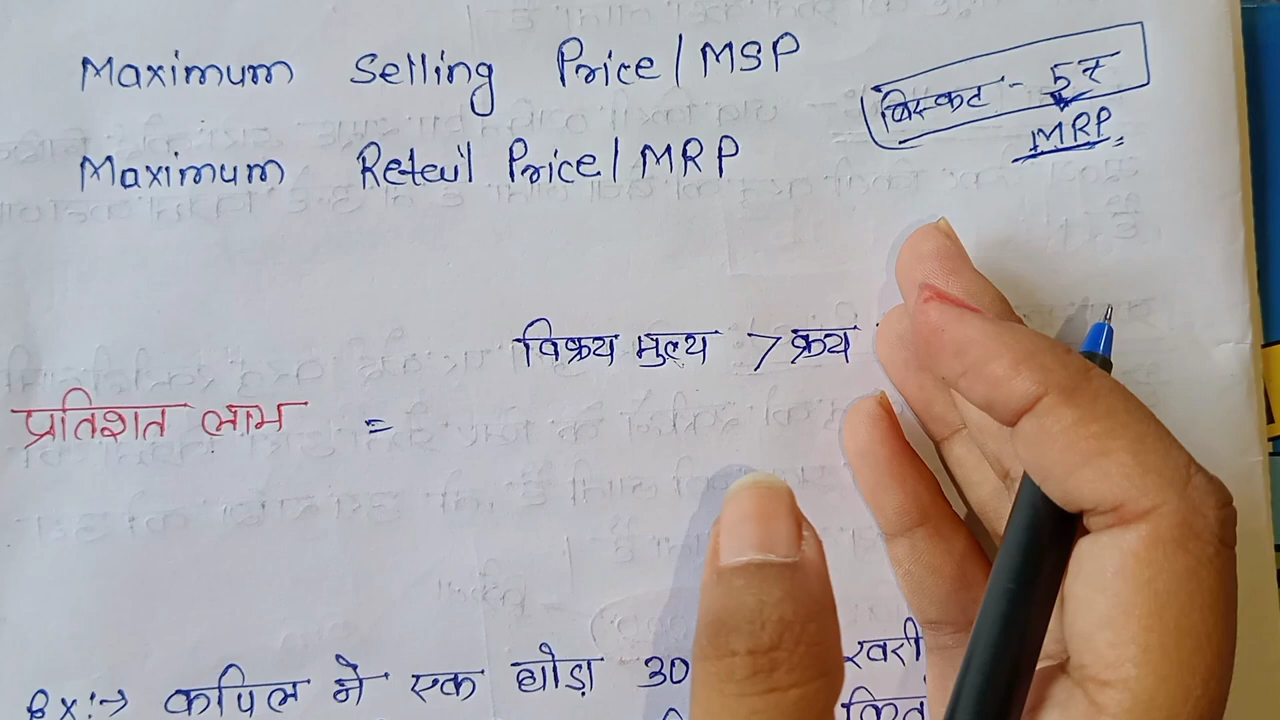 Maximum Selling Price/MSP
बिस्कट - 5₹
MRP
Maximum Reteil Price/MRP
विक्रय मुल्य > क्रय
प्रतिशत लाभ =
Ex:→ कपिल ने एक घोड़ा 30 खरी
कित